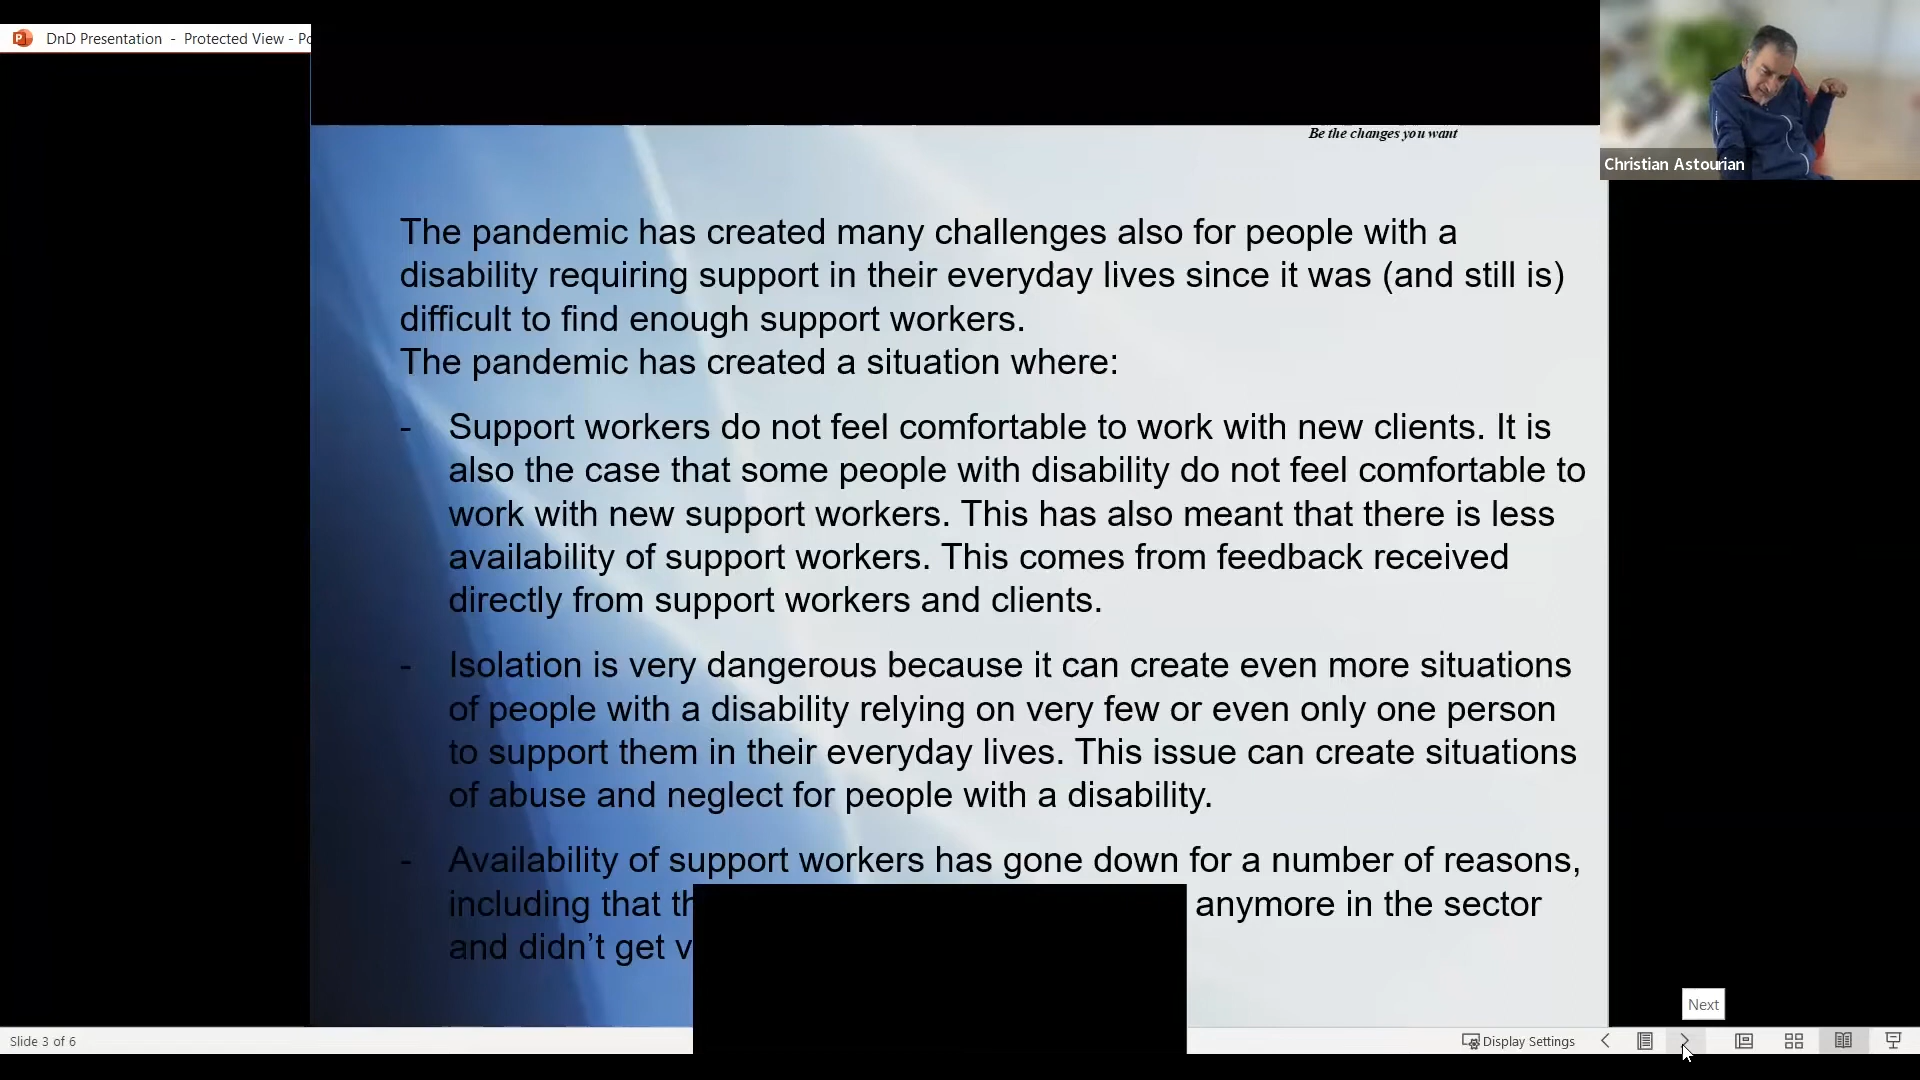 DnD Presentation - Protected View - Po
Be the changes you want
Christian Astourian
The pandemic has created many challenges also for people with a
disability requiring support in their everyday lives since it was (and still is)
difficult to find enough support workers.
The pandemic has created a situation where:
- Support workers do not feel comfortable to work with new clients. It is
also the case that some people with disability do not feel comfortable to
work with new support workers. This has also meant that there is less
availability of support workers. This comes from feedback received
directly from support workers and clients.
- Isolation is very dangerous because it can create even more situations
of people with a disability relying on very few or even only one person
to support them in their everyday lives. This issue can create situations
of abuse and neglect for people with a disability.
- Availability of support workers has gone down for a number of reasons,
including that anymore in the sector
and didn’t get
Next
Slide 3 of 6
Display Settings